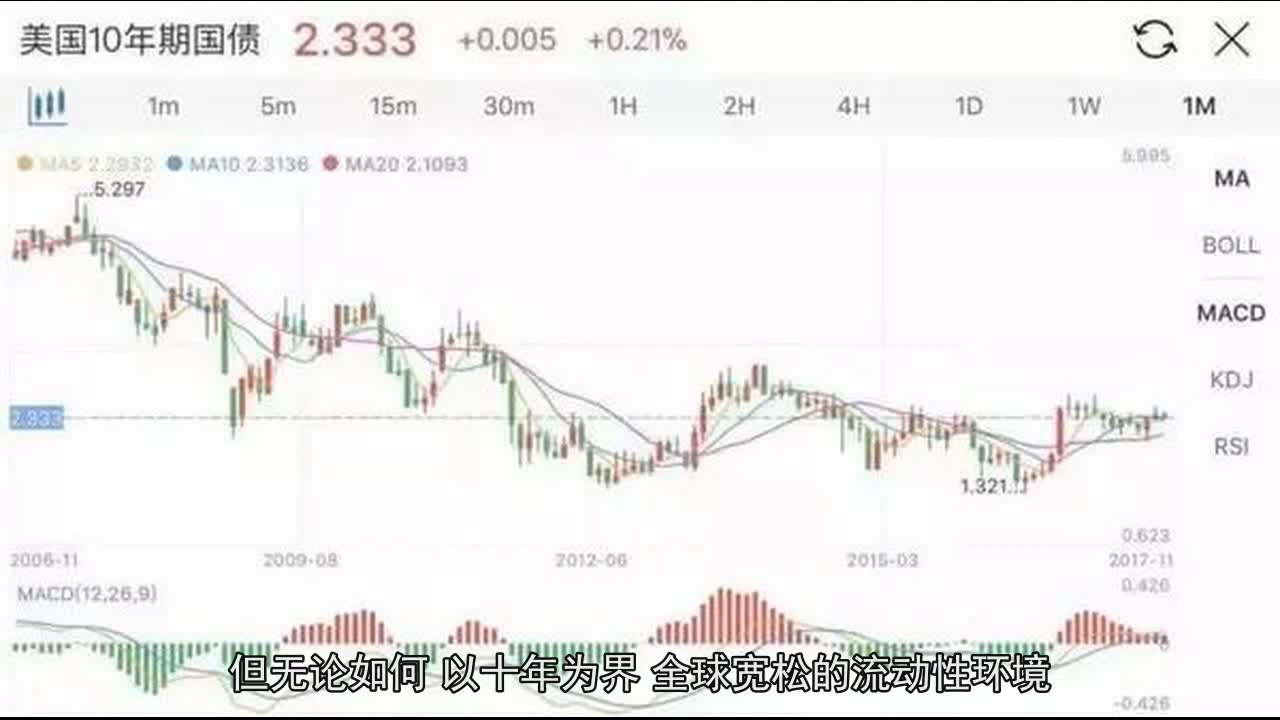 美国10年期国债 2.333 +0.005 +0.21%
1m 5m 15m 30m 1H 2H 4H 1D 1W 1M
MA5 2.2932 MA10 2.3136 MA20 2.1093
5.995
...5.297
MA
BOLL
MACD
KDJ
RSI
2.333
1.321...
0.623
2006-11 2009-08 2012-06 2015-03 2017-11
MACD(12,26,9)
0.426
0
-0.426
但无论如何 以十年为界 全球宽松的流动性环境